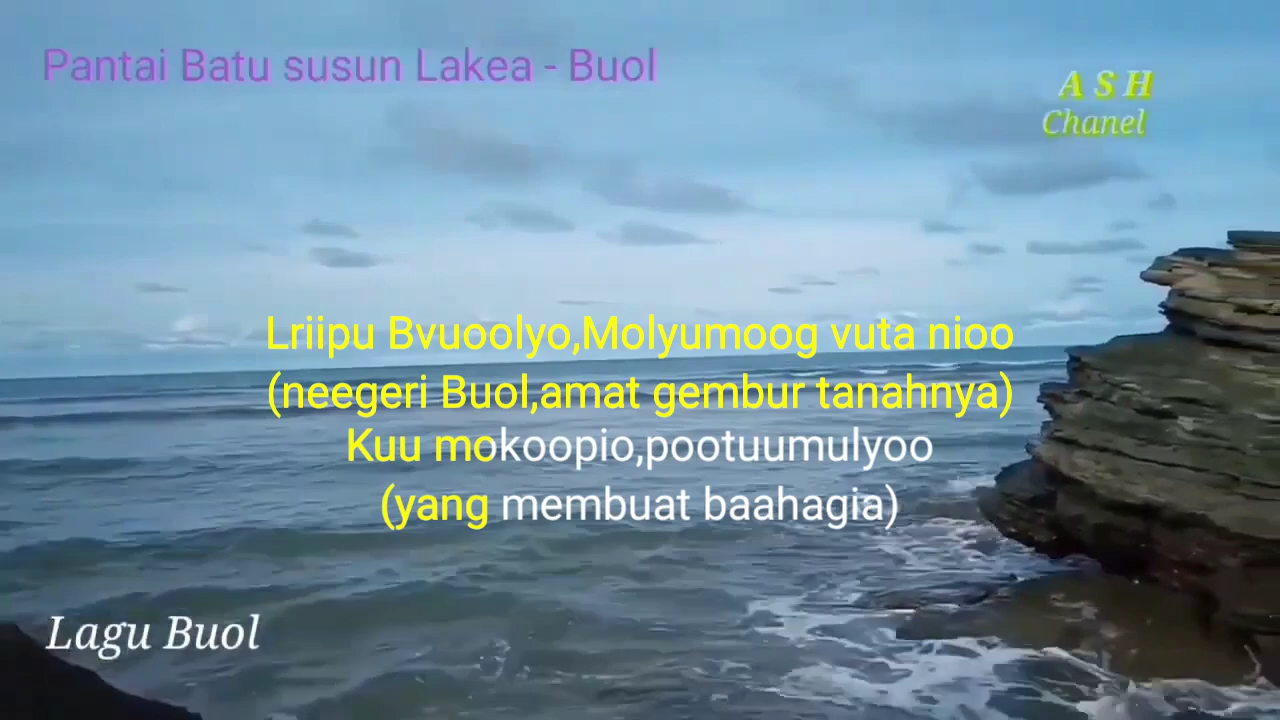 Pantai Batu susun Lakea - Buol
A S H
Chanel
Lriipu Bvuoolyo,Molyumoog vuta nioo
(neegeri Buol,amat gembur tanahnya)
Kuu mokoopio,pootuumulyoo
(yang membuat baahagia)
Lagu Buol